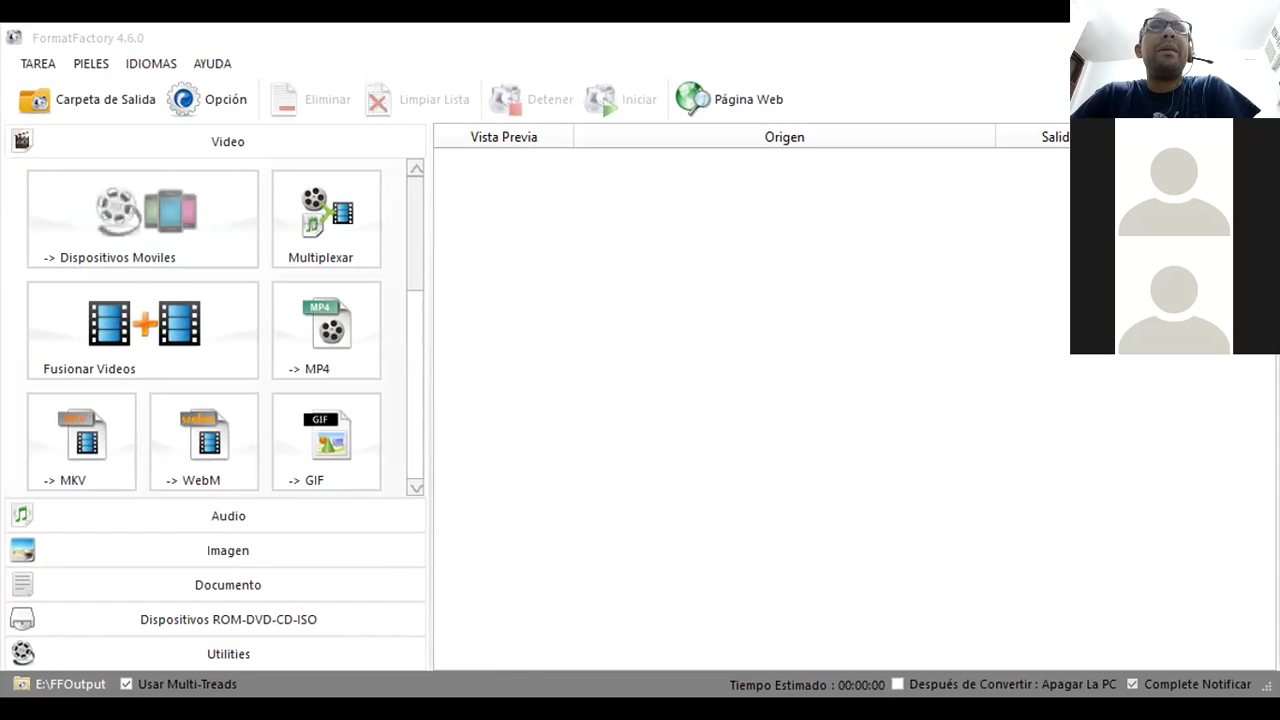 FormatFactory 4.6.0
TAREA PIELES IDIOMAS AYUDA
Carpeta de Salida Opción Eliminar Limpiar Lista Detener Iniciar Página Web
Video
Vista Previa Origen Salid
-> Dispositivos Moviles
Multiplexar
Fusionar Videos
MP4
-> MP4
MKV
-> MKV
webm
-> WebM
GIF
-> GIF
Audio
Imagen
Documento
Dispositivos ROM-DVD-CD-ISO
Utilities
E:\FFOutput Usar Multi-Treads Tiempo Estimado : 00:00:00 Después de Convertir : Apagar La PC Complete Notificar